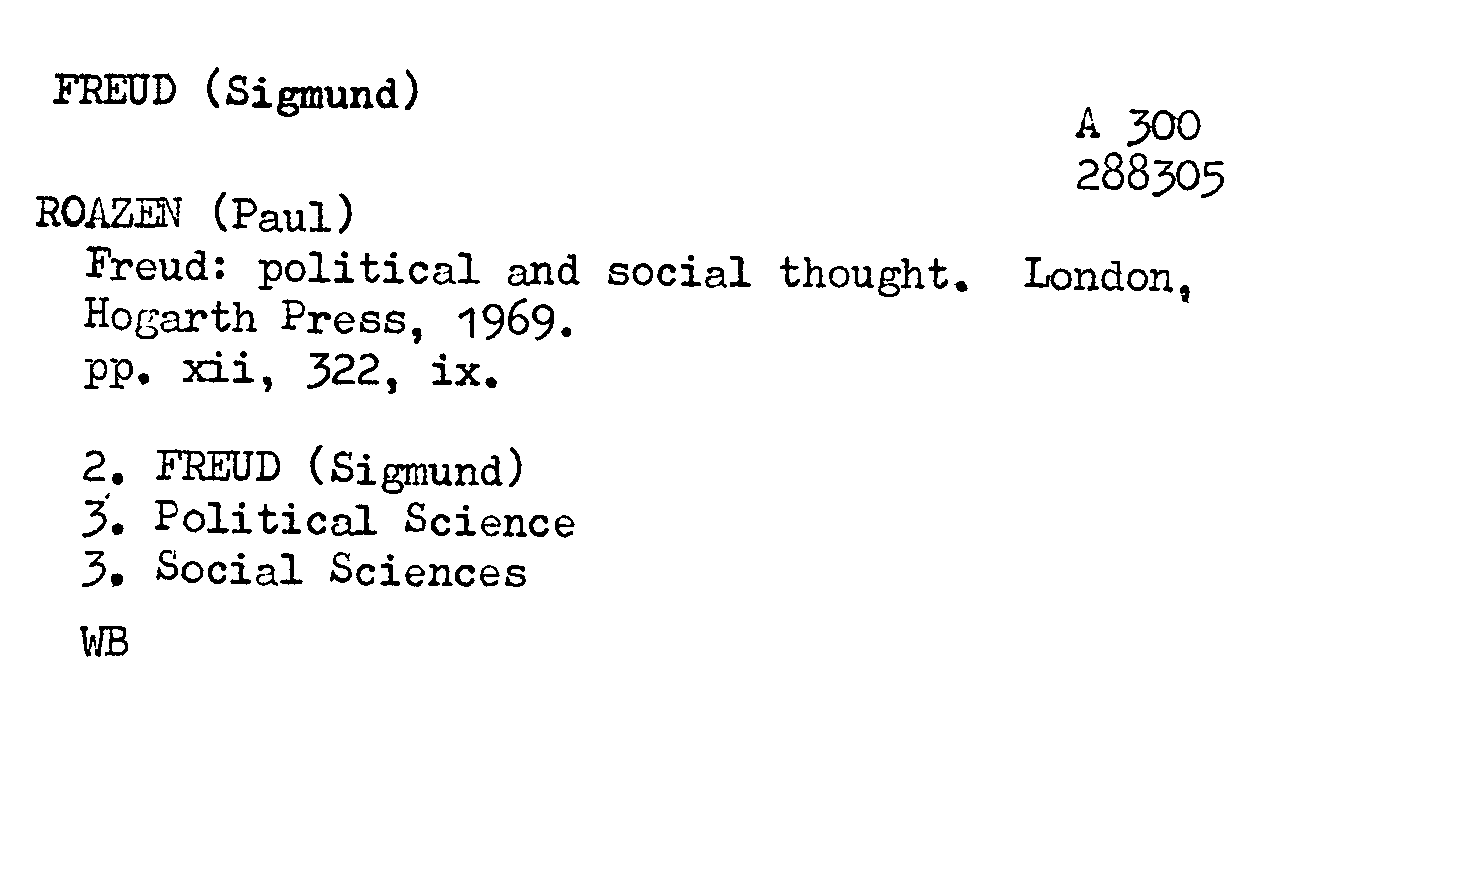 FREUD (Sigmund)
A 300
288305
ROAZEN (Paul)
Freud: political and social thought. London,
Hogarth Press, 1969.
pp. xii, 322, ix.
2. FREUD (Sigmund)
3. Political Science
3. Social Sciences
WB